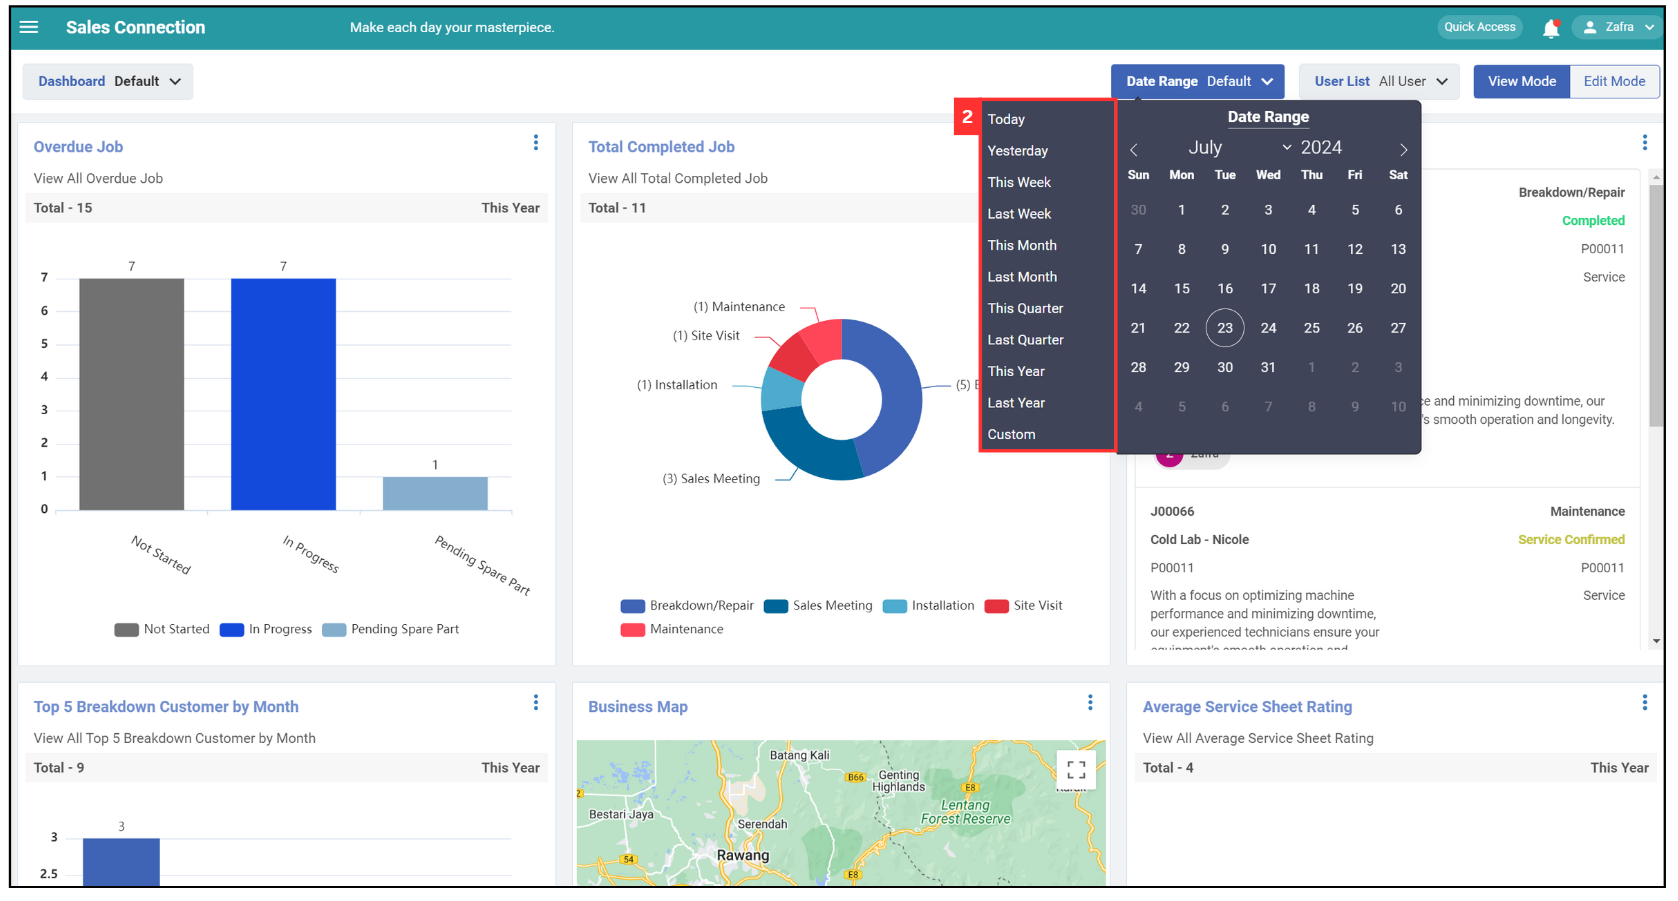 Sales Connection
Make each day your masterpiece.
Quick Access
Zafra
Dashboard Default
Date Range Default
User List All User
View Mode
Edit Mode
Overdue Job
View All Overdue Job
Total - 15 This Year
7
6
5
4
3
2
1
0
7
7
1
Not Started
In Progress
Pending Spare Part
Not Started In Progress Pending Spare Part
Total Completed Job
View All Total Completed Job
Total - 11
(1) Maintenance
(1) Site Visit
(1) Installation
(3) Sales Meeting
(5)
Breakdown/Repair Sales Meeting Installation Site Visit
Maintenance
2
Today
Yesterday
This Week
Last Week
This Month
Last Month
This Quarter
Last Quarter
This Year
Last Year
Custom
Date Range
July 2024
Sun Mon Tue Wed Thu Fri Sat
30 1 2 3 4 5 6
7 8 9 10 11 12 13
14 15 16 17 18 19 20
21 22 23 24 25 26 27
28 29 30 31 1 2 3
4 5 6 7 8 9 10
Breakdown/Repair
Completed
P00011
Service
and minimizing downtime, our
's smooth operation and longevity.
Zafra
J00066 Maintenance
Cold Lab - Nicole Service Confirmed
P00011 P00011
With a focus on optimizing machine Service
performance and minimizing downtime,
our experienced technicians ensure your
equipment's smooth operation and
Top 5 Breakdown Customer by Month
View All Top 5 Breakdown Customer by Month
Total - 9 This Year
3
2.5
3
Business Map
Batang Kali
B66
Genting
Highlands
E8
Lentang
Forest Reserve
2
Bestari Jaya
Serendah
54
Rawang
E8
Average Service Sheet Rating
View All Average Service Sheet Rating
Total - 4 This Year